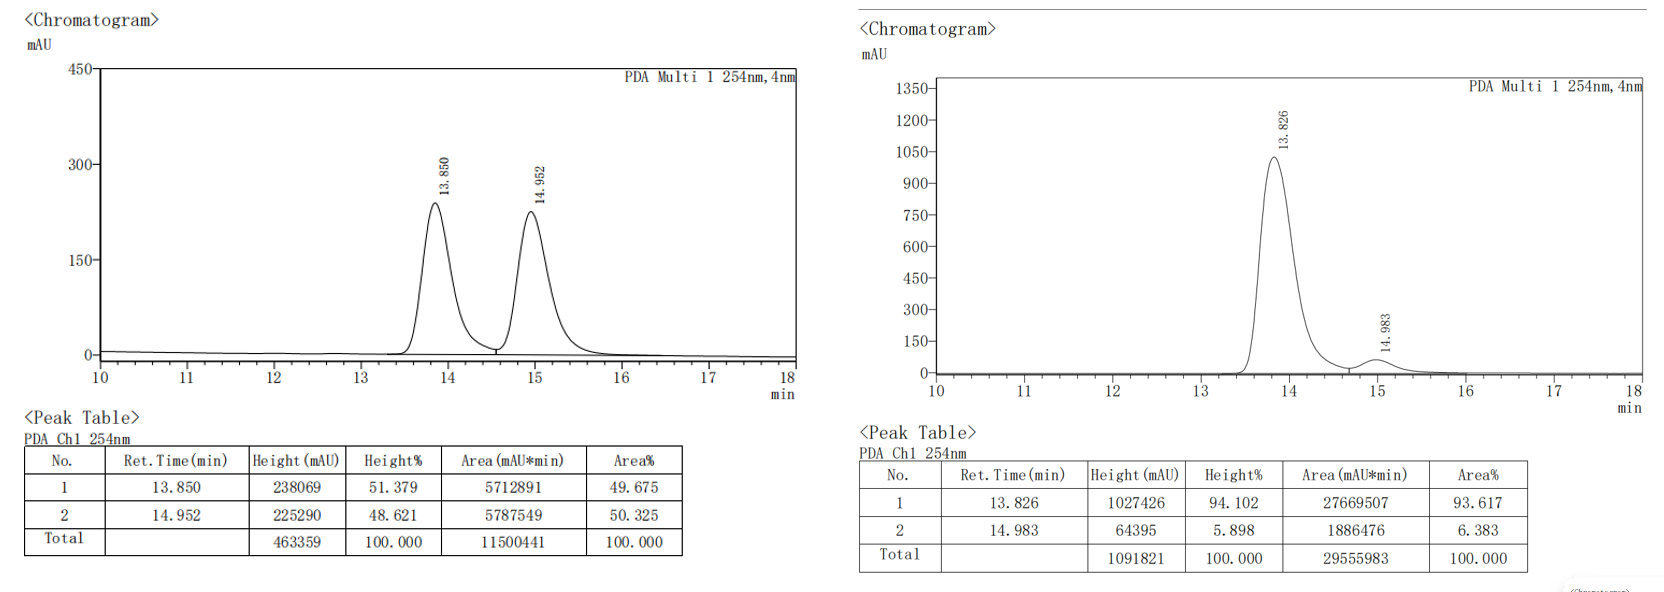 <Chromatogram>
mAU
450
PDA Multi 1 254nm,4nm
300
150
0
13.850
14.952
10 11 12 13 14 15 16 17 18
min
<Peak Table>
PDA Ch1 254nm
No. Ret.Time(min) Height(mAU) Height% Area(mAU*min) Area%
1 13.850 238069 51.379 5712891 49.675
2 14.952 225290 48.621 5787549 50.325
Total 463359 100.000 11500441 100.000
<Chromatogram>
mAU
1350
PDA Multi 1 254nm,4nm
1200
1050
900
750
600
450
300
150
0
13.826
14.983
10 11 12 13 14 15 16 17 18
min
<Peak Table>
PDA Ch1 254nm
No. Ret.Time(min) Height(mAU) Height% Area(mAU*min) Area%
1 13.826 1027426 94.102 27669507 93.617
2 14.983 64395 5.898 1886476 6.383
Total 1091821 100.000 29555983 100.000